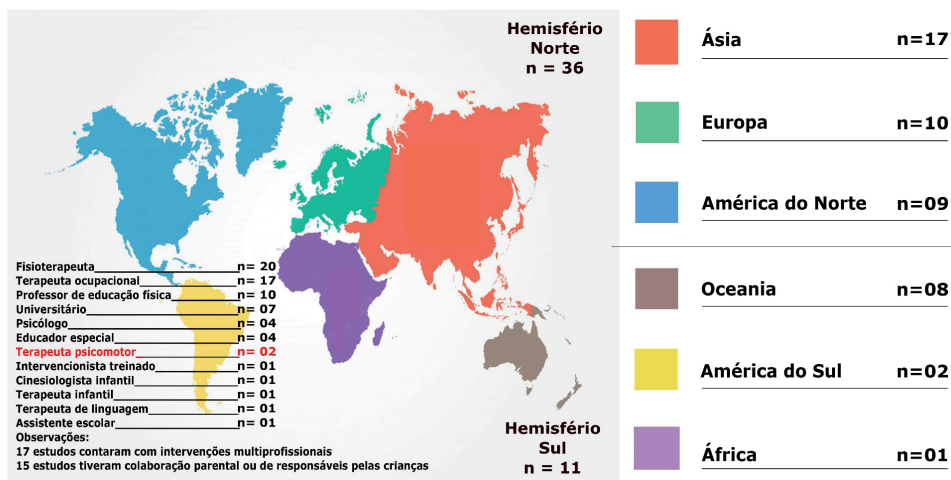 Hemisfério
Norte
n = 36
Fisioterapeuta n= 20
Terapeuta ocupacional n= 17
Professor de educação física n= 10
Universitário n= 07
Psicólogo n= 04
Educador especial n= 04
Terapeuta psicomotor n= 02
Intervencionista treinado n= 01
Cinesiologista infantil n= 01
Terapeuta infantil n= 01
Terapeuta de linguagem n= 01
Assistente escolar n= 01
Observações:
17 estudos contaram com intervenções multiprofissionais
15 estudos tiveram colaboração parental ou de responsáveis pelas crianças
Hemisfério
Sul
n = 11
Ásia n=17
Europa n=10
América do Norte n=09
Oceania n=08
América do Sul n=02
África n=01